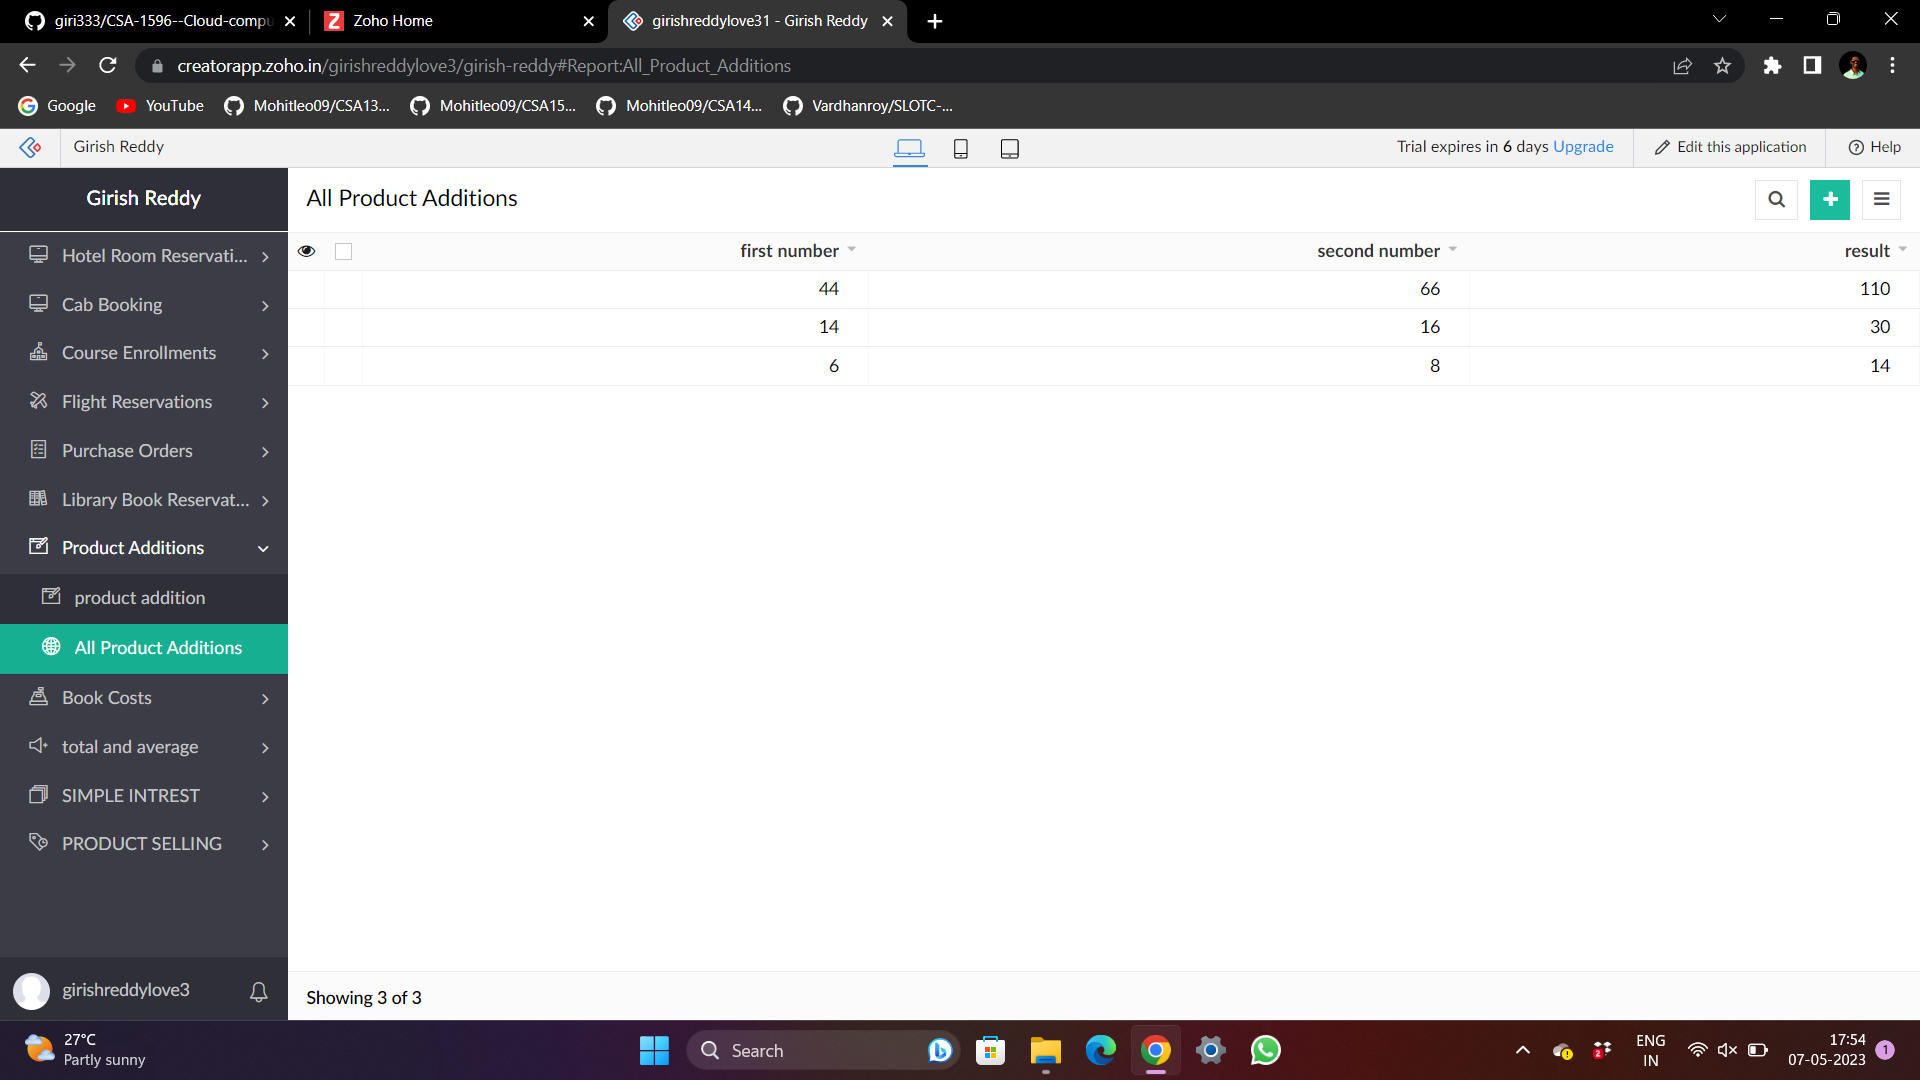 giri333/CSA-1596--Cloud-compu
Zoho Home
girishreddylove31 - Girish Reddy
creatorapp.zoho.in/girishreddylove3/girish-reddy#Report:All_Product_Additions
Google
YouTube
Mohitleo09/CSA13...
Mohitleo09/CSA15...
Mohitleo09/CSA14...
Vardhanroy/SLOTC-...
Girish Reddy
Trial expires in 6 days Upgrade
Edit this application
Help
Girish Reddy
Hotel Room Reservati...
Cab Booking
Course Enrollments
Flight Reservations
Purchase Orders
Library Book Reservat...
Product Additions
product addition
All Product Additions
Book Costs
total and average
SIMPLE INTREST
PRODUCT SELLING
girishreddylove3
All Product Additions
first number second number result
44 66 110
14 16 30
6 8 14
Showing 3 of 3
27°C
Partly sunny
Search
ENG
IN
17:54
07-05-2023
1